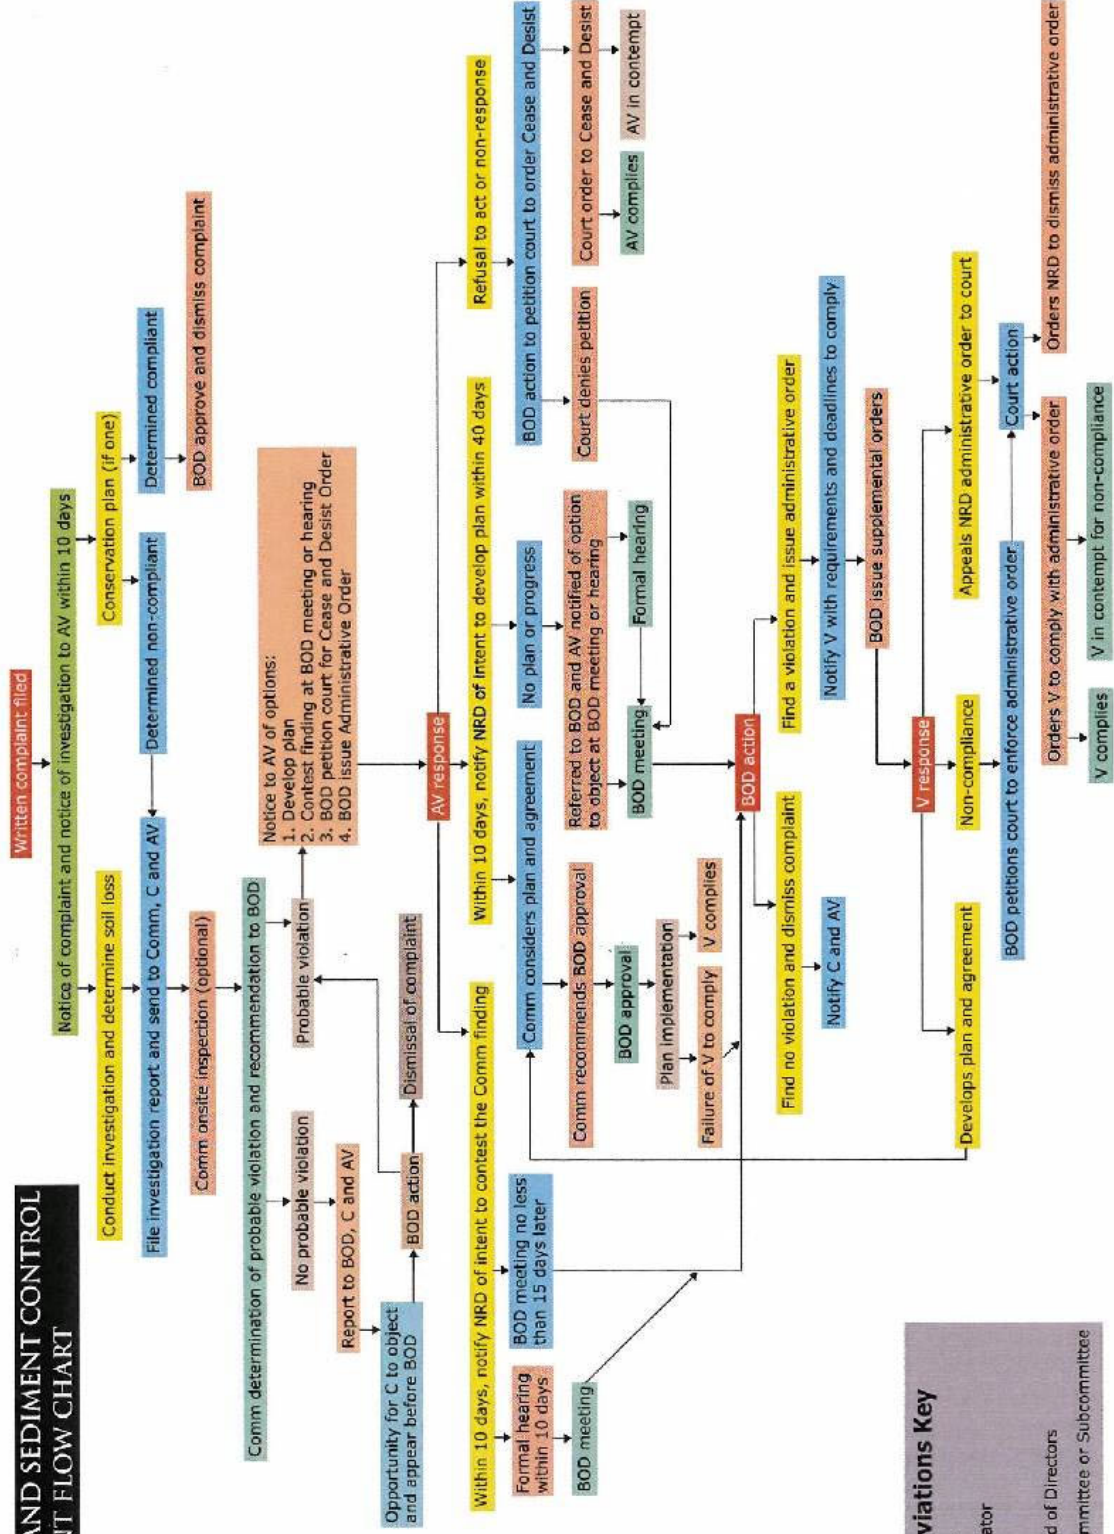 AND SEDIMENT CONTROL
NT FLOW CHART
Written complaint filed
Notice of complaint and notice of investigation to AV within 10 days
Conduct investigation and determine soil loss
Conservation plan (if one)
File investigation report and send to Comm, C and AV
Determined non-compliant
Determined compliant
Comm onsite inspection (optional)
BOD approve and dismiss complaint
Comm determination of probable violation and recommendation to BOD
No probable violation
Probable violation
Notice to AV of options:
1. Develop plan
2. Contest finding at BOD meeting or hearing
3. BOD petition court for Cease and Desist Order
4. BOD issue Administrative Order
Report to BOD, C and AV
Opportunity for C to object
and appear before BOD
BOD action
Dismissal of complaint
AV response
Within 10 days, notify NRD of intent to contest the Comm finding
Within 10 days, notify NRD of intent to develop plan within 40 days
Refusal to act or non-response
Formal hearing
within 10 days
BOD meeting no less
than 15 days later
Comm considers plan and agreement
No plan or progress
BOD action to petition court to order Cease and Desist
BOD meeting
Comm recommends BOD approval
Referred to BOD and AV notified of option
to object at BOD meeting or hearing
Court denies petition
Court order to Cease and Desist
BOD approval
BOD meeting
Formal hearing
AV complies
AV in contempt
Plan implementation
Failure of V to comply
V complies
BOD action
Find no violation and dismiss complaint
Find a violation and issue administrative order
Notify C and AV
Notify V with requirements and deadlines to comply
BOD issue supplemental orders
V response
Develops plan and agreement
Non-compliance
Appeals NRD administrative order to court
BOD petitions court to enforce administrative order
Court action
Orders V to comply with administrative order
Orders NRD to dismiss administrative order
V complies
V in contempt for non-compliance
viations Key
ator
d of Directors
mmittee or Subcommittee